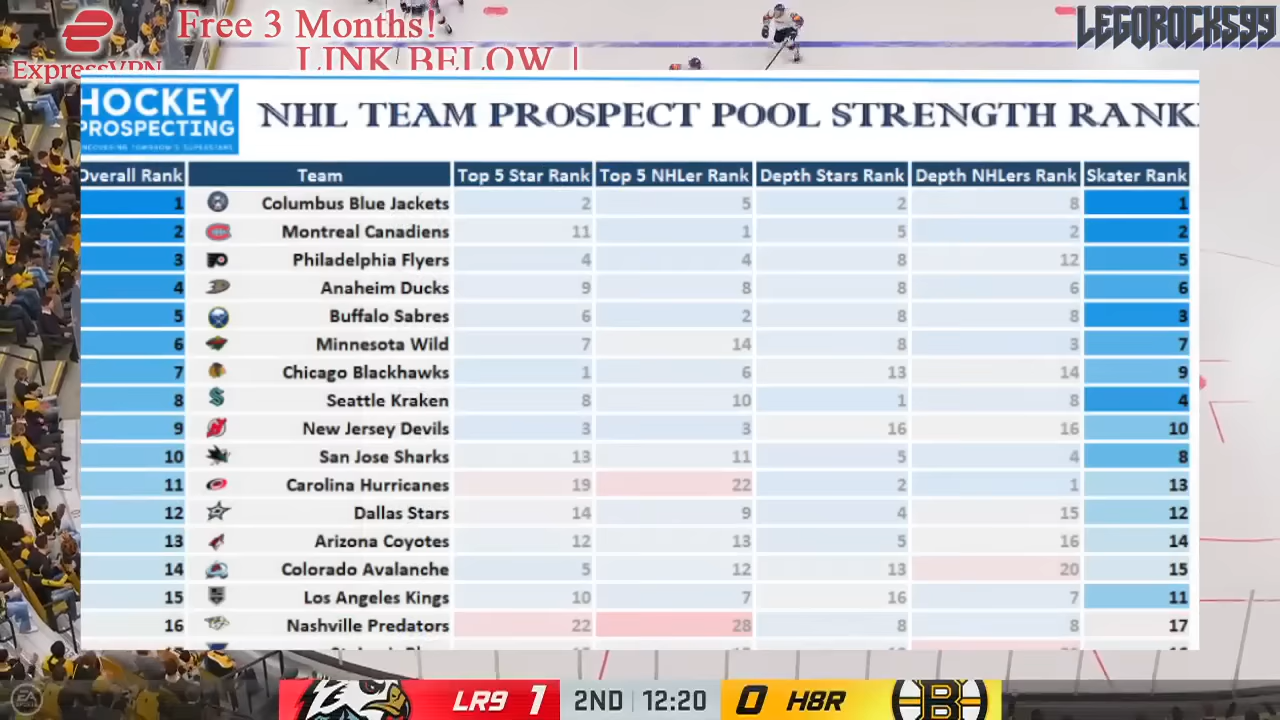 Free 3 Months!
LINK BELOW
ExpressVPN
LEGOROCKS99
HOCKEY
PROSPECTING
UNCOVERING TOMORROW'S SUPERSTARS
NHL TEAM PROSPECT POOL STRENGTH RANK
Overall Rank Team Top 5 Star Rank Top 5 NHLer Rank Depth Stars Rank Depth NHLers Rank Skater Rank
1 Columbus Blue Jackets 2 5 2 8 1
2 Montreal Canadiens 11 1 5 2 2
3 Philadelphia Flyers 4 4 8 12 5
4 Anaheim Ducks 9 8 8 6 6
5 Buffalo Sabres 6 2 8 8 3
6 Minnesota Wild 7 14 8 3 7
7 Chicago Blackhawks 1 6 13 14 9
8 Seattle Kraken 8 10 1 8 4
9 New Jersey Devils 3 3 16 16 10
10 San Jose Sharks 13 11 5 4 8
11 Carolina Hurricanes 19 22 2 1 13
12 Dallas Stars 14 9 4 15 12
13 Arizona Coyotes 12 13 5 16 14
14 Colorado Avalanche 5 12 13 20 15
15 Los Angeles Kings 10 7 16 7 11
16 Nashville Predators 22 28 8 8 17
EA
LR9 1 2ND 12:20 0 H8R B